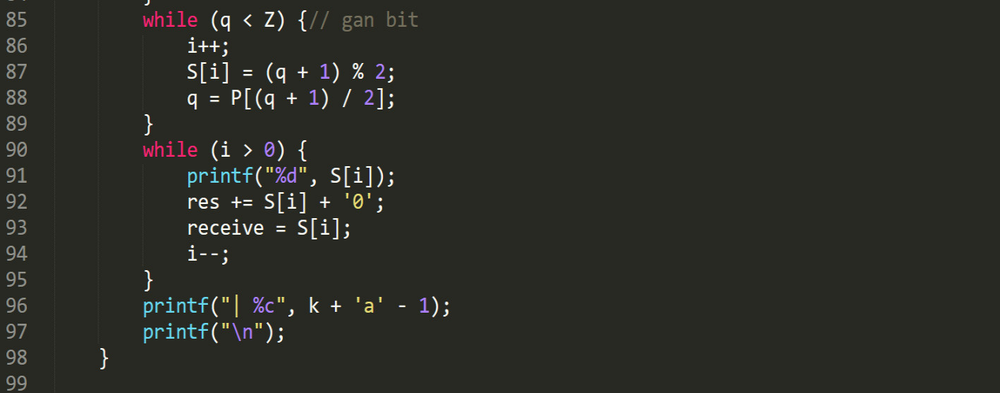 85 while (q < Z) {// gan bit
86 i++;
87 S[i] = (q + 1) % 2;
88 q = P[(q + 1) / 2];
89 }
90 while (i > 0) {
91 printf("%d", S[i]);
92 res += S[i] + '0';
93 receive = S[i];
94 i--;
95 }
96 printf("| %c", k + 'a' - 1);
97 printf("\n");
98 }
99